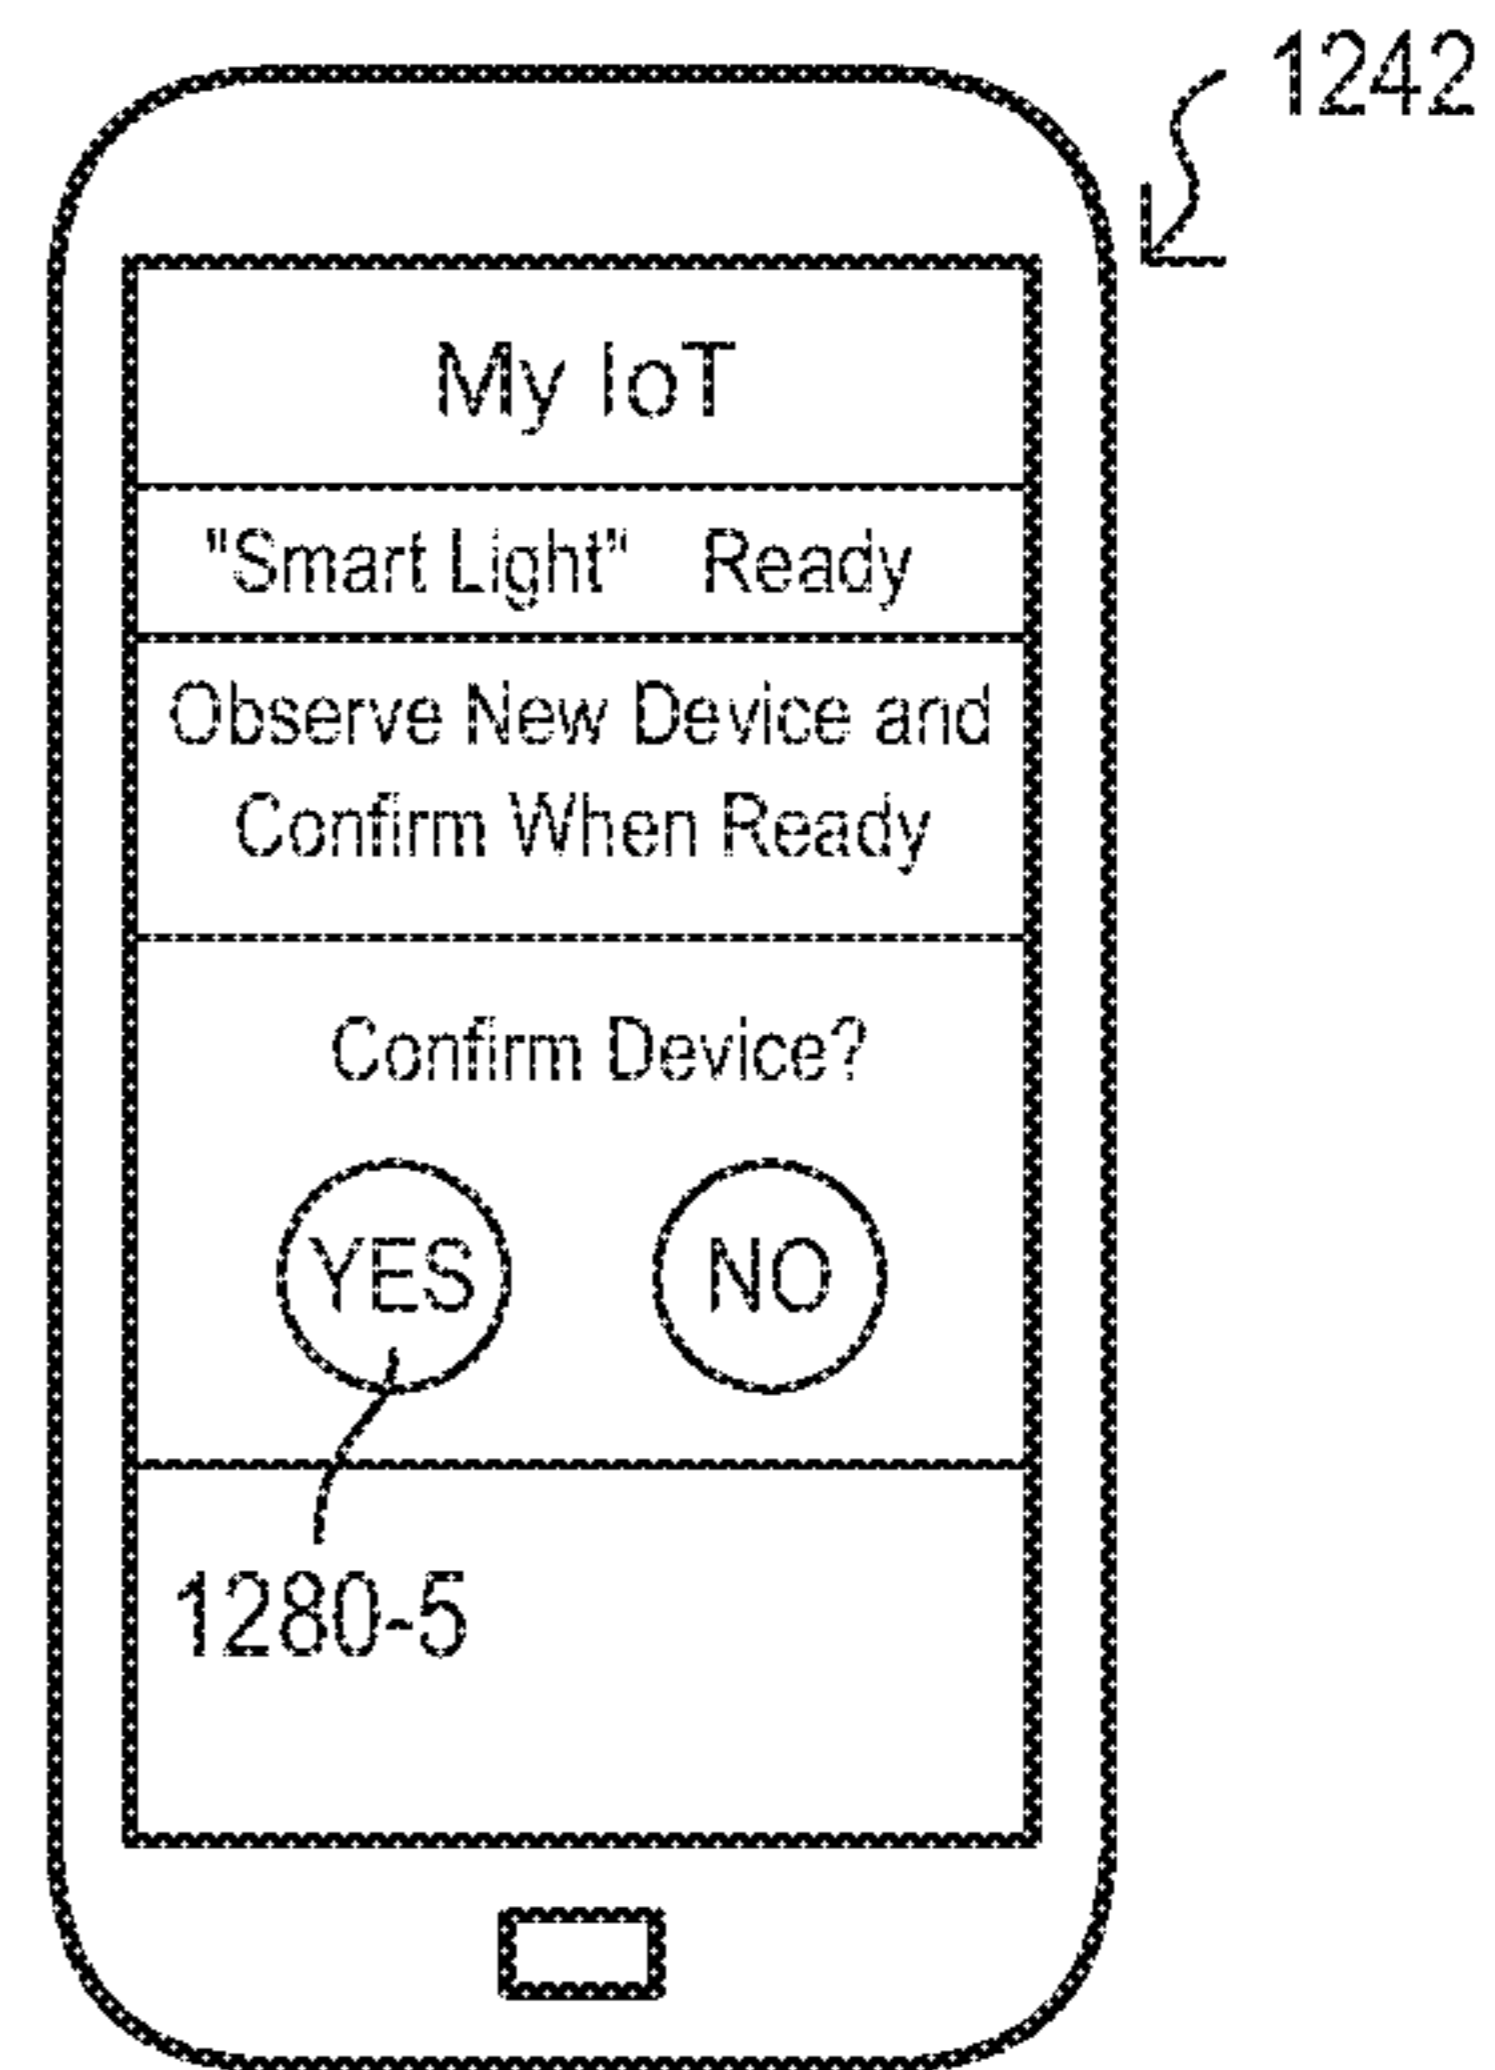 1242
My IoT
"Smart Light" Ready
Observe New Device and
Confirm When Ready
Confirm Device?
YES NO
1280-5